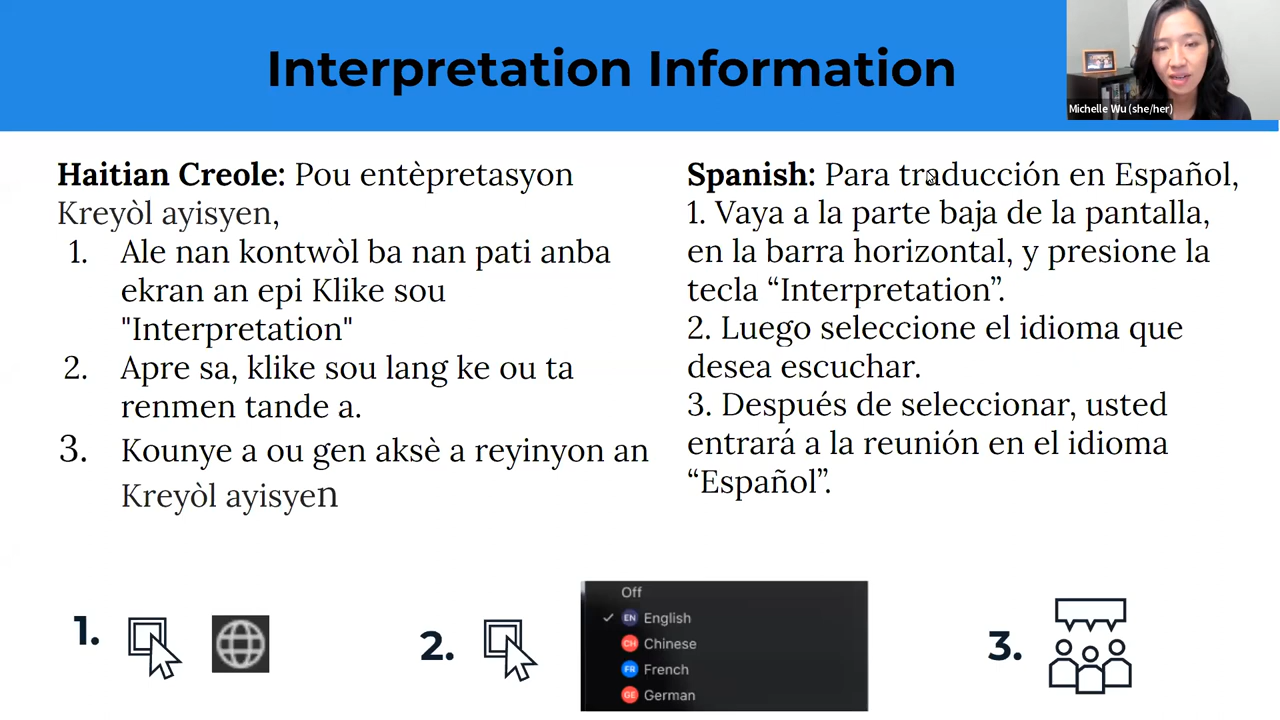 Interpretation Information
Michelle Wu (she/her)
Haitian Creole: Pou entèpretasyon
Kreyòl ayisyen,
1. Ale nan kontwòl ba nan pati anba
ekran an epi Klike sou
"Interpretation"
2. Apre sa, klike sou lang ke ou ta
renmen tande a.
3. Kounye a ou gen aksè a reyinyon an
Kreyòl ayisyen
Spanish: Para traducción en Español,
1. Vaya a la parte baja de la pantalla,
en la barra horizontal, y presione la
tecla “Interpretation”.
2. Luego seleccione el idioma que
desea escuchar.
3. Después de seleccionar, usted
entrará a la reunión en el idioma
“Español”.
1.
2.
Off
EN English
CH Chinese
FR French
GE German
3.